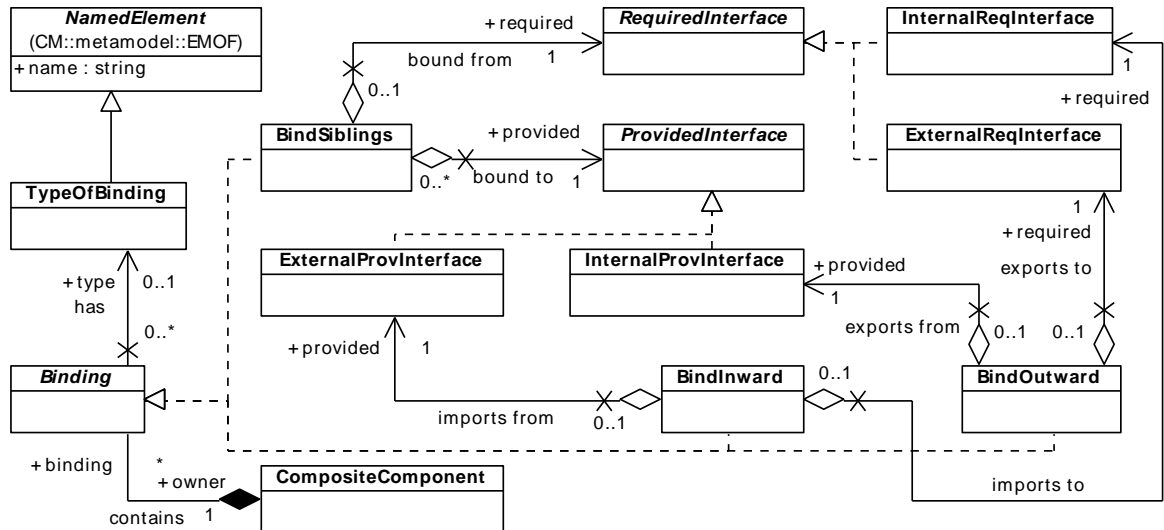 NamedElement
(CM::metamodel::EMOF)
+ name : string
+ required
1
bound from
0..1
RequiredInterface
InternalReqInterface
1
+ required
BindSiblings
+ provided
0..*
bound to
1
ProvidedInterface
ExternalReqInterface
TypeOfBinding
+ type
0..1
has
0..*
ExternalProvInterface
InternalProvInterface
+ provided
1
exports from
0..1
1
+ required
exports to
0..1
+ provided
1
imports from
0..1
BindInward
0..1
BindOutward
imports to
Binding
+ binding
*
+ owner
contains
1
CompositeComponent